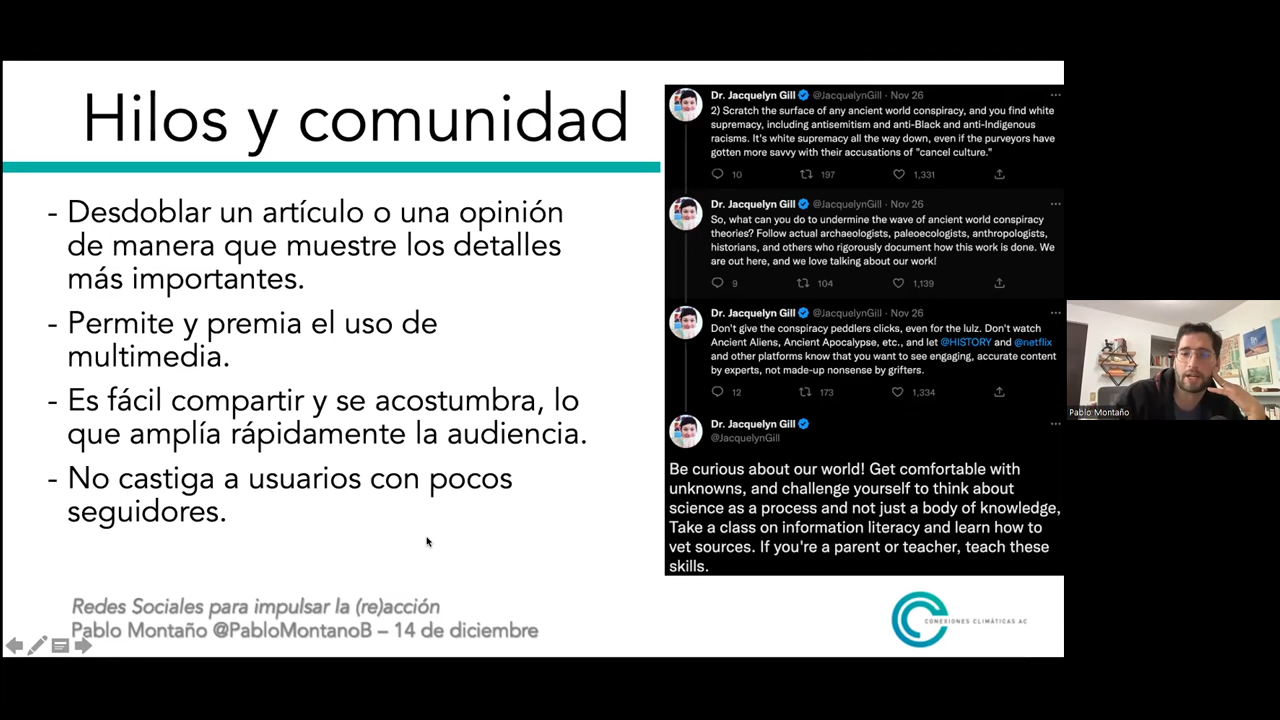 Hilos y comunidad
- Desdoblar un artículo o una opinión
de manera que muestre los detalles
más importantes.
- Permite y premia el uso de
multimedia.
- Es fácil compartir y se acostumbra, lo
que amplía rápidamente la audiencia.
- No castiga a usuarios con pocos
seguidores.
Redes Sociales para impulsar la (re)acción
Pablo Montaño @PabloMontanoB – 14 de diciembre
Dr. Jacquelyn Gill @JacquelynGill · Nov 26
2) Scratch the surface of any ancient world conspiracy, and you find white
supremacy, including antisemitism and anti-Black and anti-Indigenous
racisms. It's white supremacy all the way down, even if the purveyors have
gotten more savvy with their accusations of "cancel culture."
10 197 1,331
Dr. Jacquelyn Gill @JacquelynGill · Nov 26
So, what can you do to undermine the wave of ancient world conspiracy
theories? Follow actual archaeologists, paleoecologists, anthropologists,
historians, and others who rigorously document how this work is done. We
are out here, and we love talking about our work!
9 104 1,139
Dr. Jacquelyn Gill @JacquelynGill · Nov 26
Don't give the conspiracy peddlers clicks, even for the lulz. Don't watch
Ancient Aliens, Ancient Apocalypse, etc., and let @HISTORY and @netflix
and other platforms know that you want to see engaging, accurate content
by experts, not made-up nonsense by grifters.
12 173 1,334
Dr. Jacquelyn Gill
@JacquelynGill
Be curious about our world! Get comfortable with
unknowns, and challenge yourself to think about
science as a process and not just a body of knowledge,
Take a class on information literacy and learn how to
vet sources. If you're a parent or teacher, teach these
skills.
CONEXIONES CLIMÁTICAS AC
Pablo Montaño